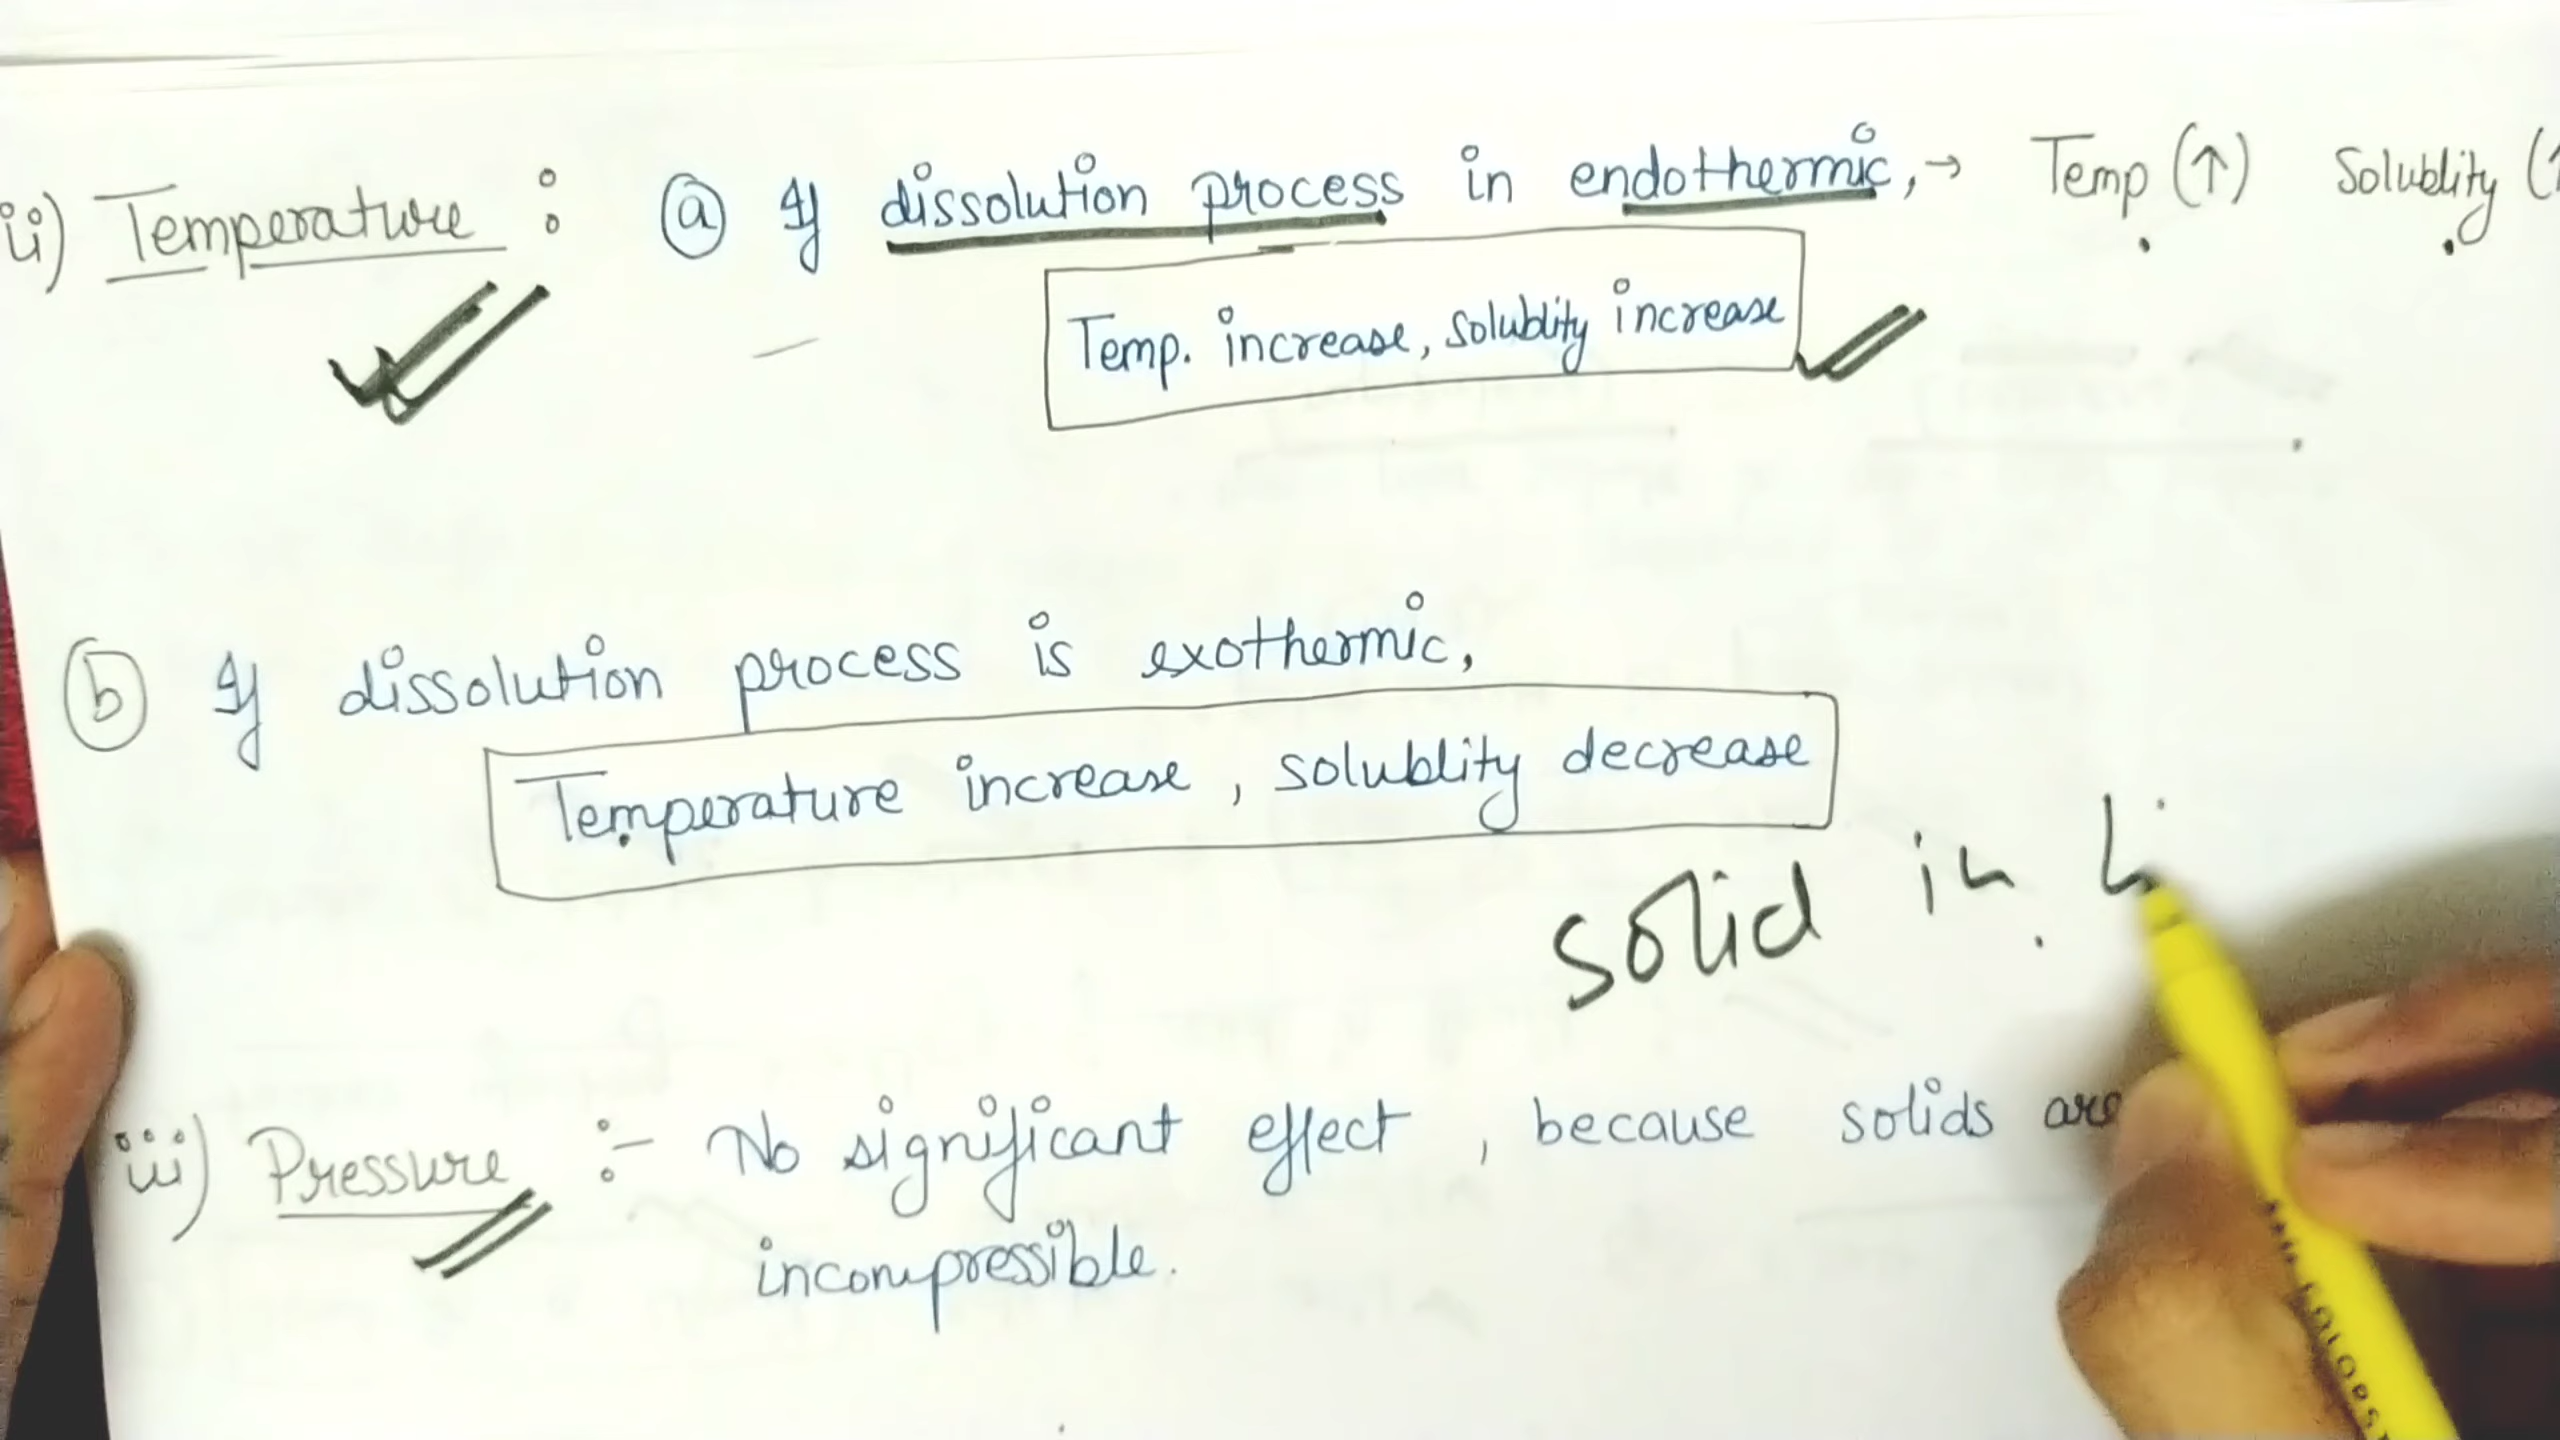 ii) Temperature : (a) If dissolution process in endothermic, → Temp (↑) Solublity (↑
Temp. increase, solublity increase
(b) If dissolution process is exothermic,
Temperature increase, solublity decrease
solid in Li
iii) Pressure :- No significant effect, because solids are
incompressible.